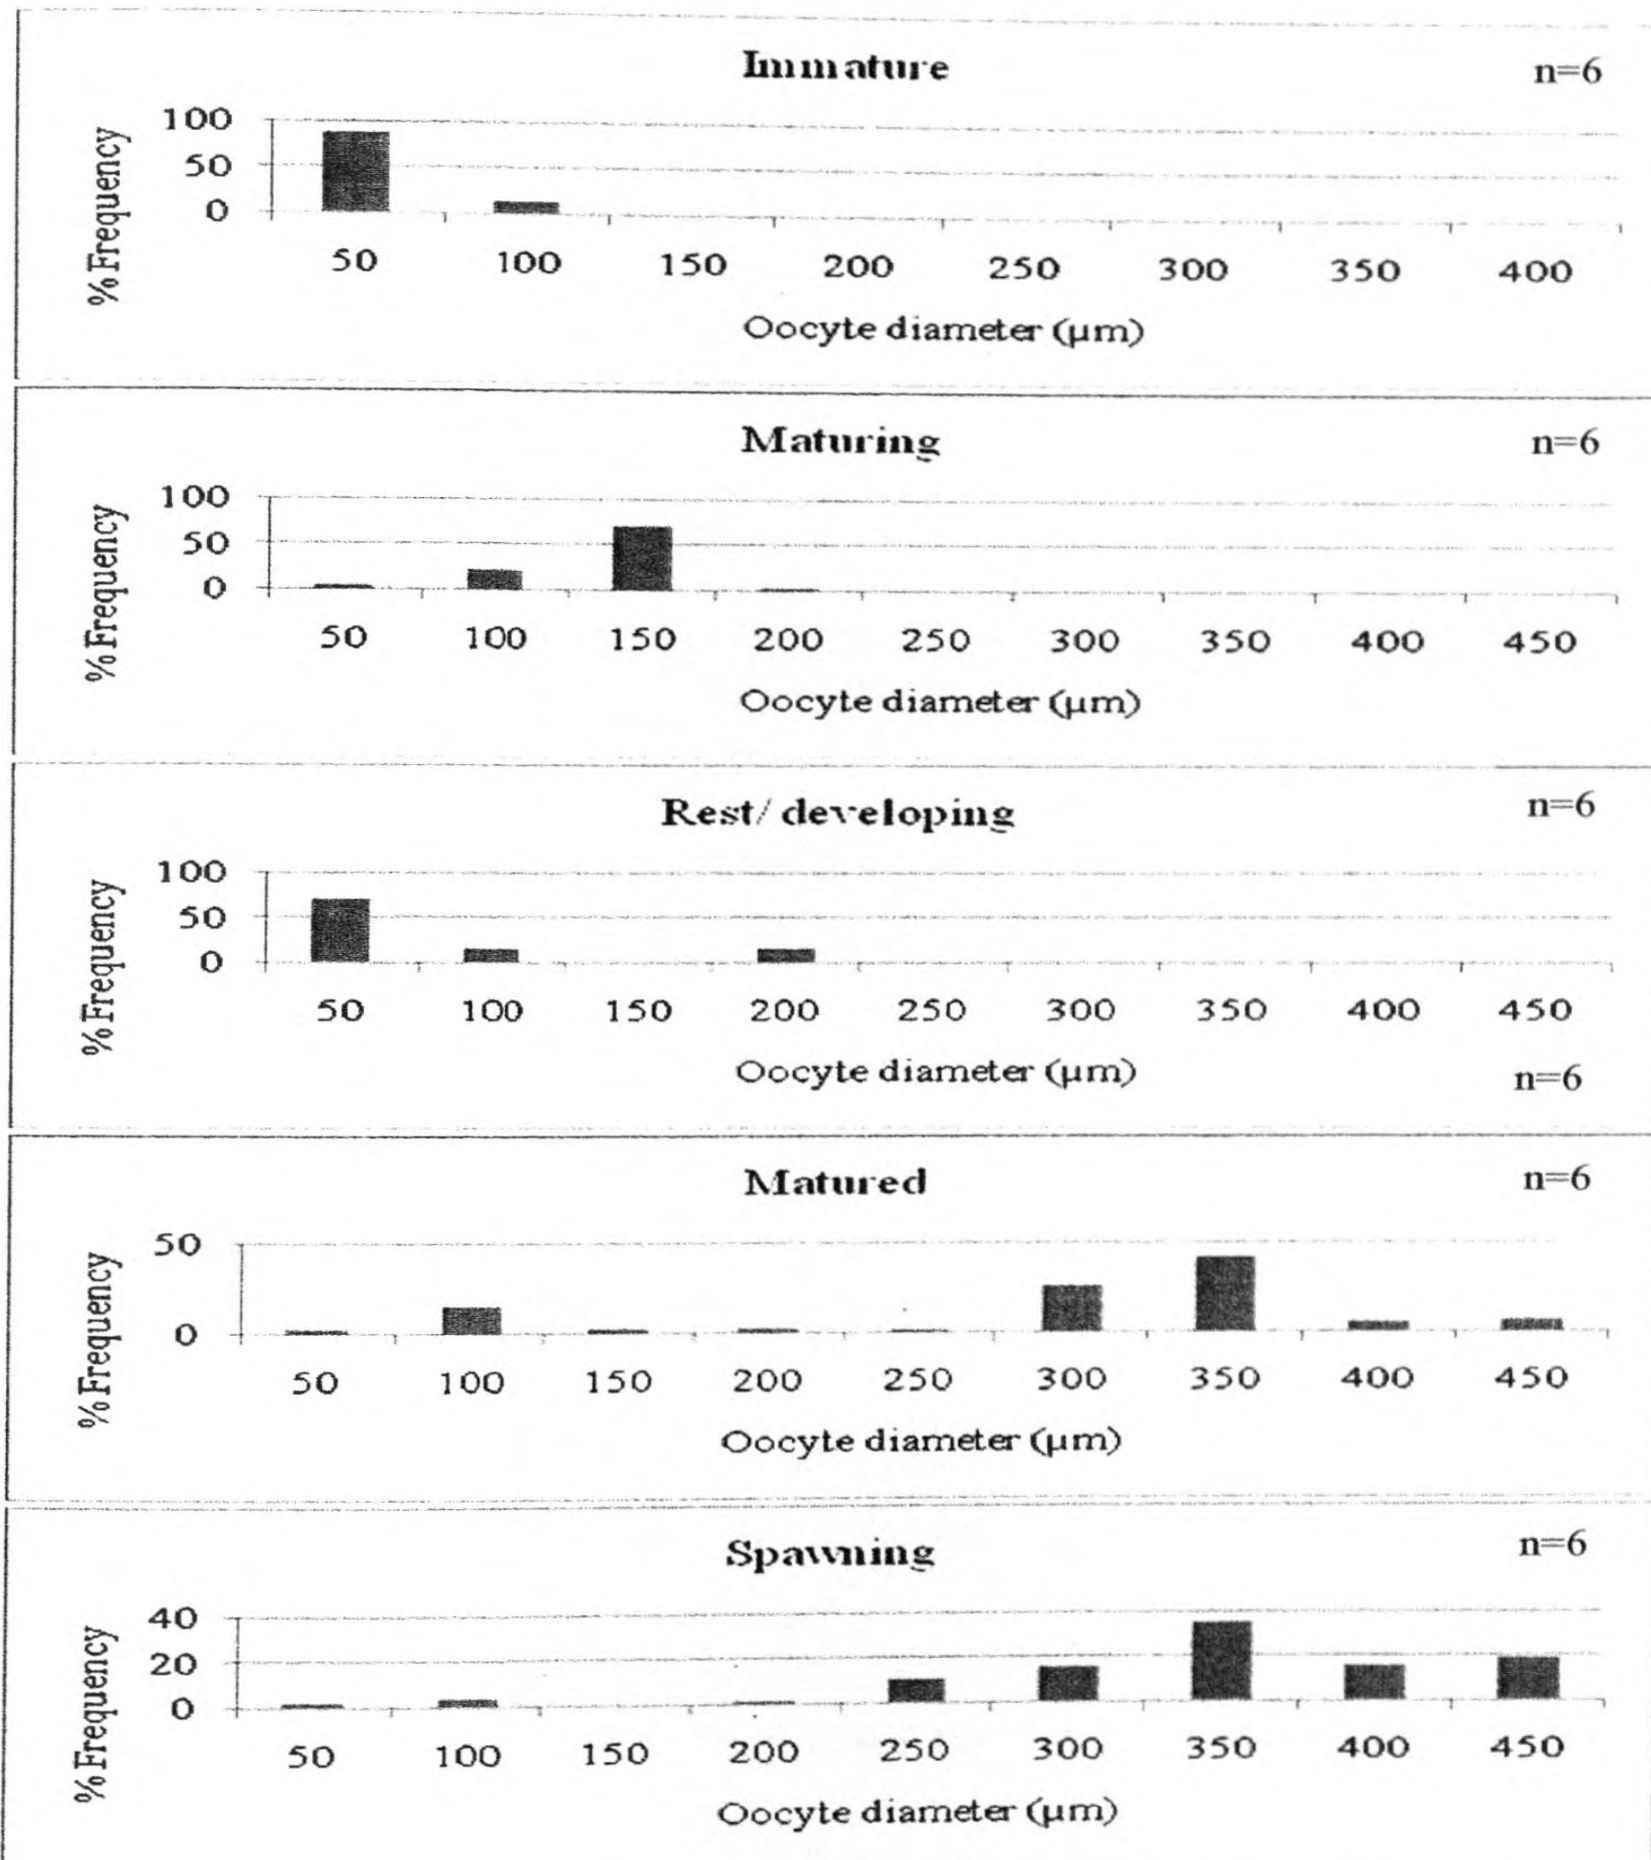 Immature n=6
100
50
0
%Frequency
50 100 150 200 250 300 350 400
Oocyte diameter (µm)
Maturing n=6
100
50
0
%Frequency
50 100 150 200 250 300 350 400 450
Oocyte diameter (µm)
Rest/ developing n=6
100
50
0
%Frequency
50 100 150 200 250 300 350 400 450
Oocyte diameter (µm) n=6
Matured n=6
50
0
%Frequency
50 100 150 200 250 300 350 400 450
Oocyte diameter (µm)
Spawning n=6
40
20
0
%Frequency
50 100 150 200 250 300 350 400 450
Oocyte diameter (µm)